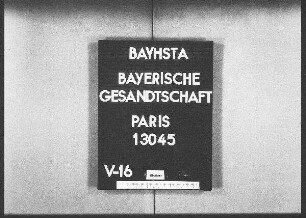 BAYHSTA
BAYERISCHE
GESANDTSCHAFT
PARIS
13045
V-16